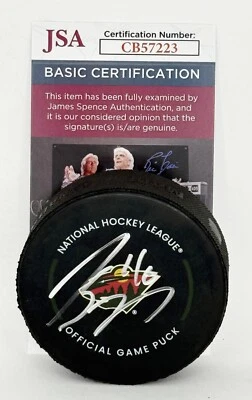 JSA
Certification Number:
CB57223
BASIC CERTIFICATION
This item has been fully examined by
James Spence Authentication, and
it is our considered opinion that the
signature(s) is/are genuine.
NATIONAL HOCKEY LEAGUE
OFFICIAL GAME PUCK